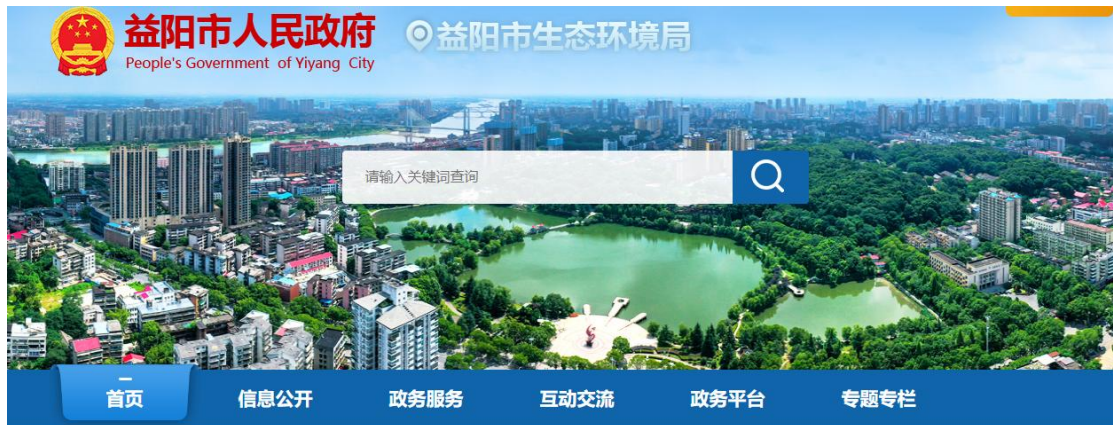 益阳市人民政府
People's Government of Yiyang City
益阳市生态环境局
请输入关键词查询
首页 信息公开 政务服务 互动交流 政务平台 专题专栏